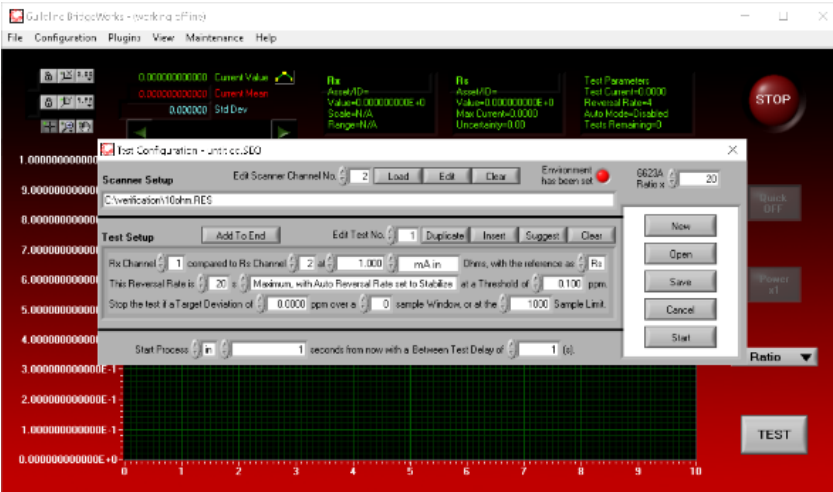 Guildline BridgeWorks - (working offline)
File Configuration Plugins View Maintenance Help
0.000000000000 Current Value
0.000000000000 Current Mean
0.000000 Std Dev
Rx
Asset/ID=
Value=0.000000000E+0
Scale=N/A
Range=N/A
Rs
Asset/ID=
Value=0.000000000E+0
Max Current=0.0000
Uncertainty=0.00
Test Parameters
Test Current=0.0000
Reversal Rate=4
Auto Mode=Disabled
Tests Remaining=0
STOP
Test Configuration - untitled.SEQ
Scanner Setup
Edit Scanner Channel No. 2 Load Edit Clear
Environment has been set
6623A Ratio x 20
C:\verification\10ohm.RES
Test Setup Add To End Edit Test No. 1 Duplicate Insert Suggest Clear
Rx Channel 1 compared to Rs Channel 2 at 1.000 mA in Ohms, with the reference as Rs
This Reversal Rate is 20 s Maximum, with Auto Reversal Rate set to Stabilize at a Threshold of 0.100 ppm.
Stop the test if a Target Deviation of 0.0000 ppm over a 0 sample Window, or at the 1000 Sample Limit.
Start Process in 1 seconds from now with a Between Test Delay of 1 (s).
New
Open
Save
Cancel
Start
Quick OFF
Power x1
Ratio
TEST
1.000000000000
9.000000000000
8.000000000000
7.000000000000
6.000000000000
5.000000000000
4.000000000000
3.000000000000E-1
2.000000000000E-1
1.000000000000E-1
0.000000000000E+0
0 1 2 3 4 5 6 7 8 9 10